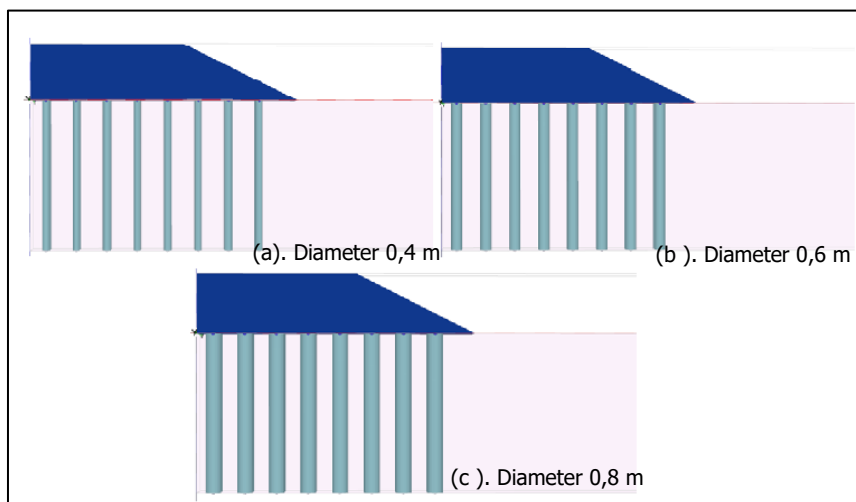 (a). Diameter 0,4 m
(b ). Diameter 0,6 m
(c ). Diameter 0,8 m